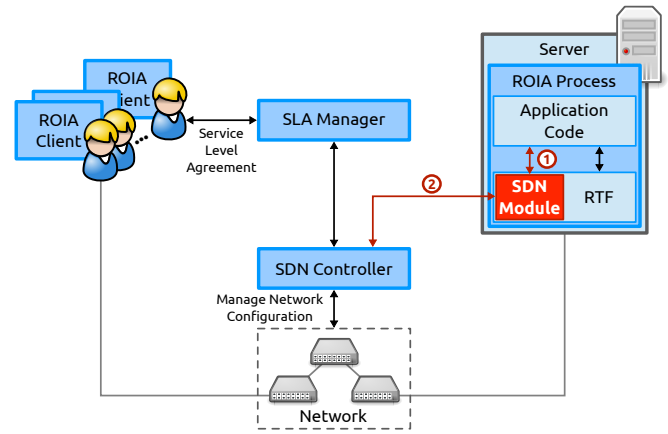 ROIA
Client
ROIA
Client
Service
Level
Agreement
SLA Manager
Server
ROIA Process
Application
Code
1
SDN
Module
RTF
2
SDN Controller
Manage Network
Configuration
Network